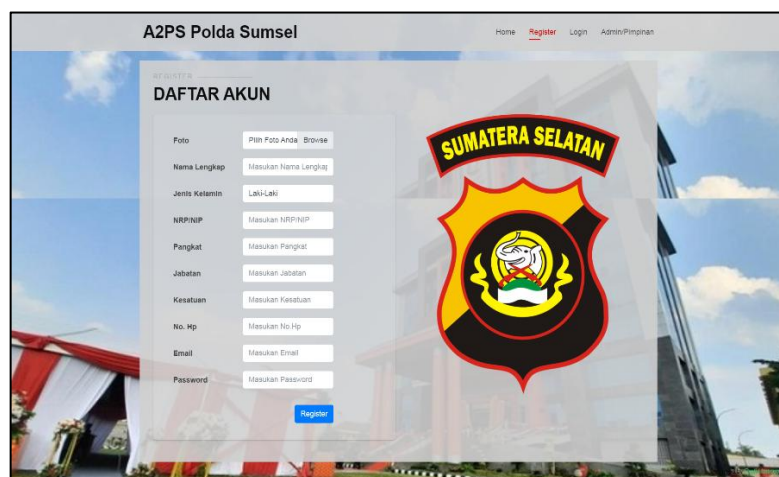 A2PS Polda Sumsel
Home Register Login Admin/Pimpinan
REGISTER
DAFTAR AKUN
Foto Pilih Foto Anda Browse
Nama Lengkap Masukan Nama Lengkap
Jenis Kelamin Laki-Laki
NRP/NIP Masukan NRP/NIP
Pangkat Masukan Pangkat
Jabatan Masukan Jabatan
Kesatuan Masukan Kesatuan
No. Hp Masukan No.Hp
Email Masukan Email
Password Masukan Password
Register
SUMATERA SELATAN